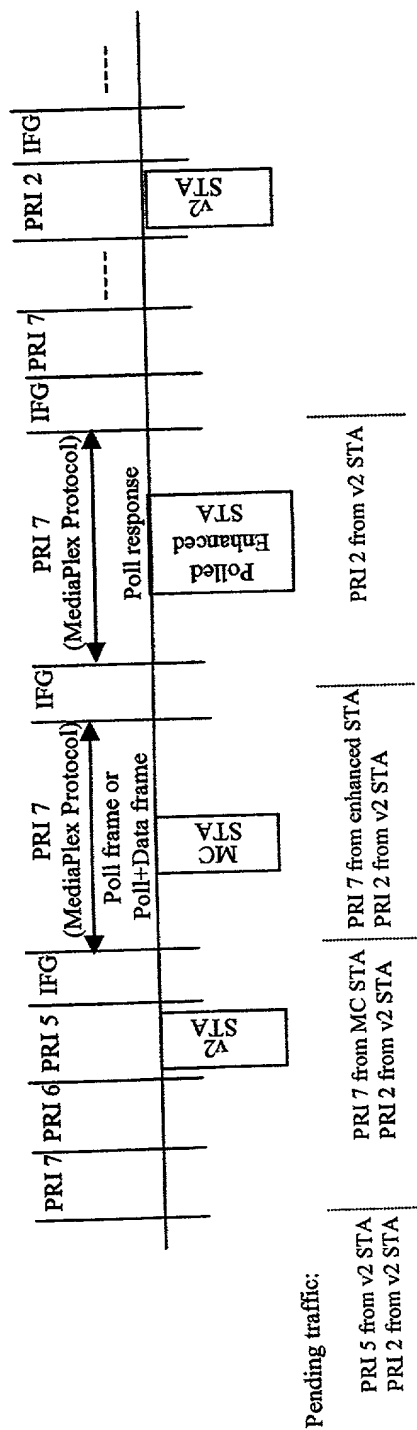 PRI 7
PRI 6
PRI 5
IFG
PRI 7
(MediaPlex Protocol)
IFG
PRI 7
(MediaPlex Protocol)
IFG
PRI 7
-----
PRI 2
IFG
-----
Poll frame or
Poll+Data frame
Poll response
v2
STA
MC
STA
Polled
Enhanced
STA
v2
STA
Pending traffic:
PRI 5 from v2 STA
PRI 2 from v2 STA
PRI 7 from MC STA
PRI 2 from v2 STA
PRI 7 from enhanced STA
PRI 2 from v2 STA
PRI 2 from v2 STA